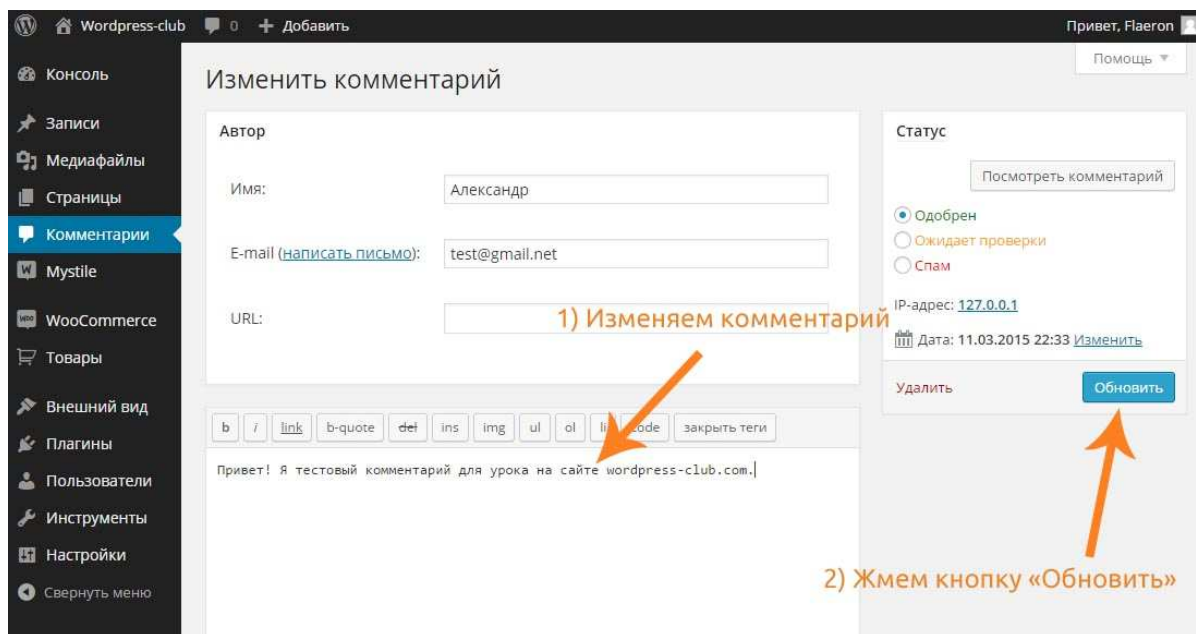 Wordpress-club 0 Добавить Привет, Flaeron
Помощь
Консоль
Записи
Медиафайлы
Страницы
Комментарии
Mystile
WooCommerce
Товары
Внешний вид
Плагины
Пользователи
Инструменты
Настройки
Свернуть меню
Изменить комментарий
Автор
Имя: Александр
E-mail (написать письмо): test@gmail.net
URL:
1) Изменяем комментарий
b i link b-quote del ins img ul ol li code закрыть теги
Привет! Я тестовый комментарий для урока на сайте wordpress-club.com.
Статус
Посмотреть комментарий
Одобрен
Ожидает проверки
Спам
IP-адрес: 127.0.0.1
Дата: 11.03.2015 22:33 Изменить
Удалить Обновить
2) Жмем кнопку «Обновить»